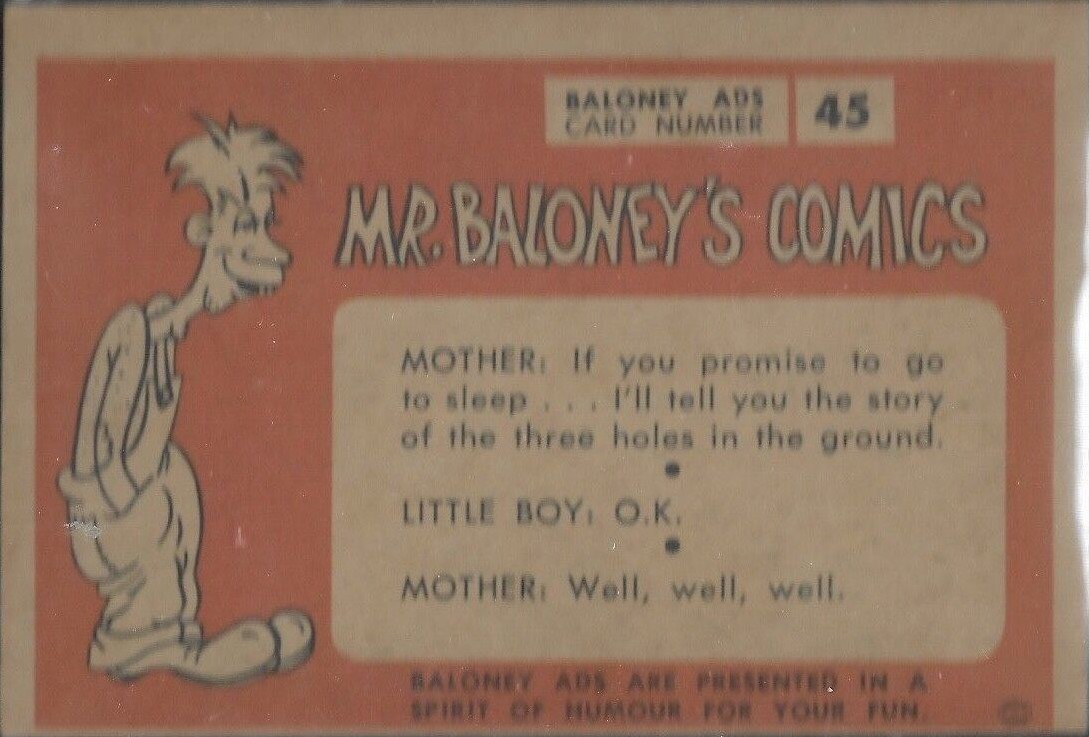 BALONEY ADS
CARD NUMBER
45
MR. BALONEY'S COMICS
MOTHER: If you promise to go
to sleep . . . I'll tell you the story
of the three holes in the ground.
LITTLE BOY: O.K.
MOTHER: Well, well, well.
BALONEY ADS ARE PRESENTED IN A
SPIRIT OF HUMOUR FOR YOUR FUN.